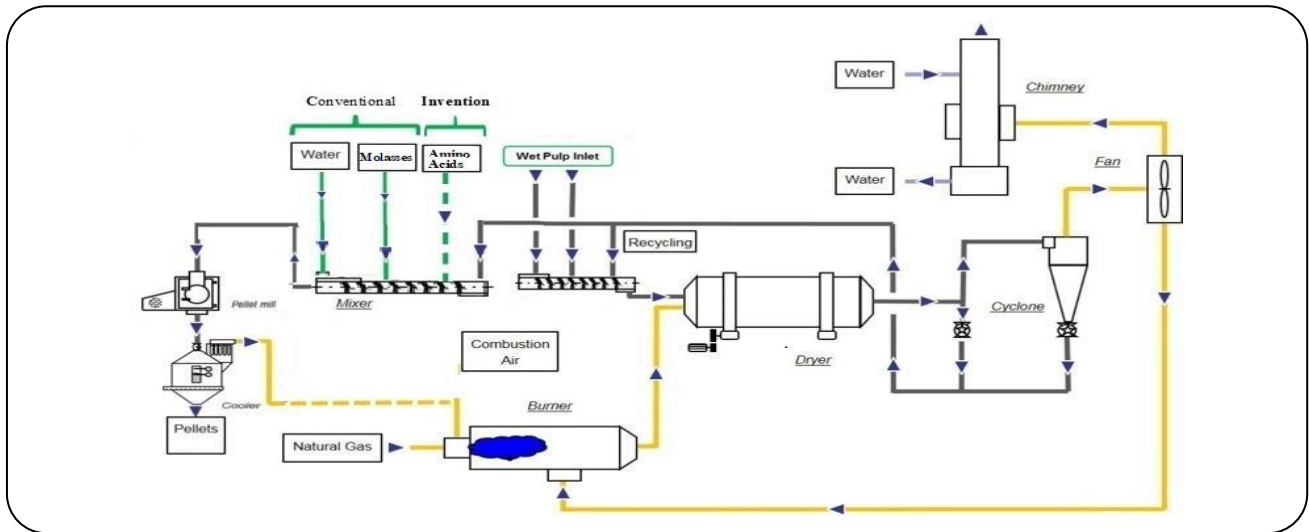 Conventional
Invention
Water
Molasses
Amino
Acids
Wet Pulp Inlet
Water
Chimney
Water
Fan
Recycling
Pellet mill
Mixer
Cyclone
Combustion
Air
Dryer
Cooler
Burner
Pellets
Natural Gas